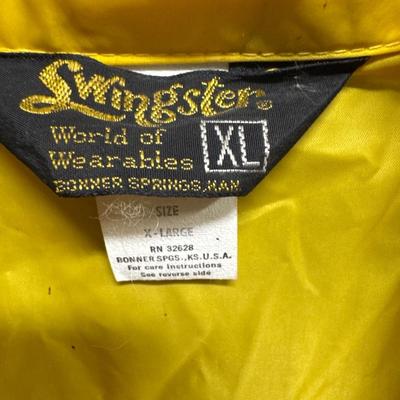 Swingster
World of
Wearables
XL
BONNER SPRINGS, KAN
SIZE
X-LARGE
RN 32628
BONNER SPGS.,KS.U.S.A.
For care instructions
See reverse side